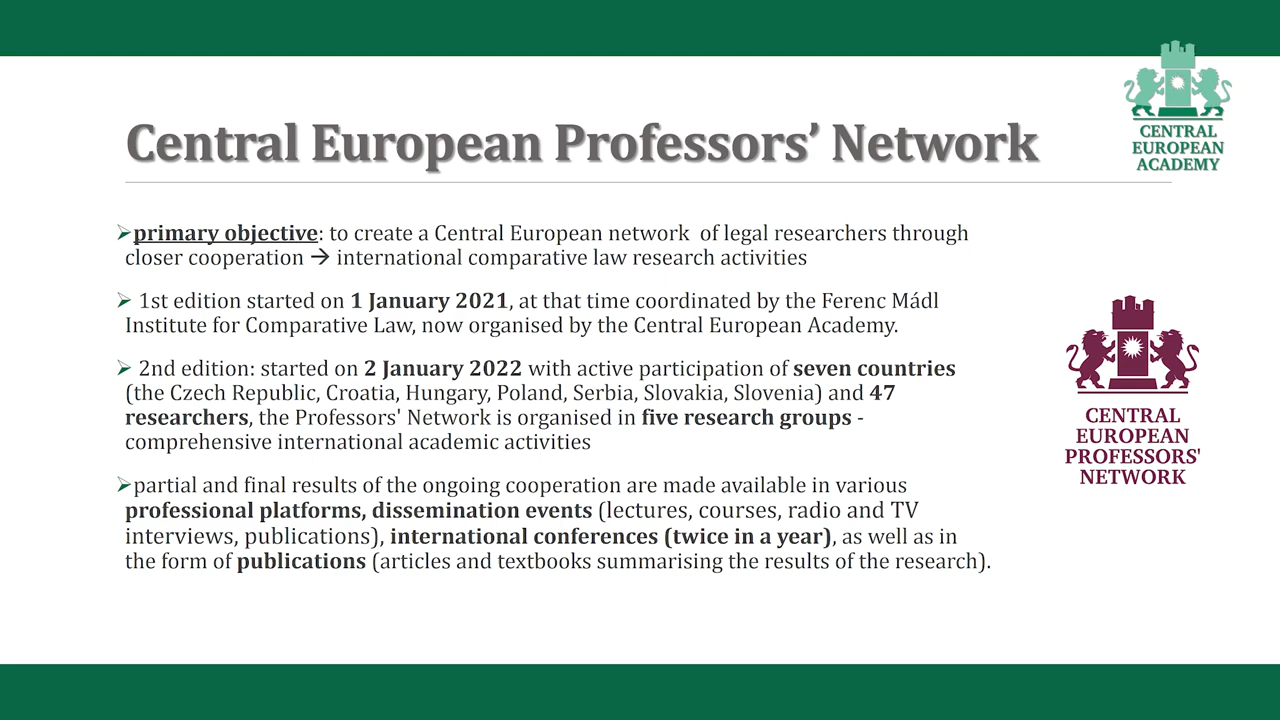 Central European Professors’ Network
CENTRAL
EUROPEAN
ACADEMY
➢primary objective: to create a Central European network  of legal researchers through
closer cooperation → international comparative law research activities
➢ 1st edition started on 1 January 2021, at that time coordinated by the Ferenc Mádl
Institute for Comparative Law, now organised by the Central European Academy.
➢ 2nd edition: started on 2 January 2022 with active participation of seven countries
(the Czech Republic, Croatia, Hungary, Poland, Serbia, Slovakia, Slovenia) and 47
researchers, the Professors' Network is organised in five research groups -
comprehensive international academic activities
➢partial and final results of the ongoing cooperation are made available in various
professional platforms, dissemination events (lectures, courses, radio and TV
interviews, publications), international conferences (twice in a year), as well as in
the form of publications (articles and textbooks summarising the results of the research).
CENTRAL
EUROPEAN
PROFESSORS'
NETWORK